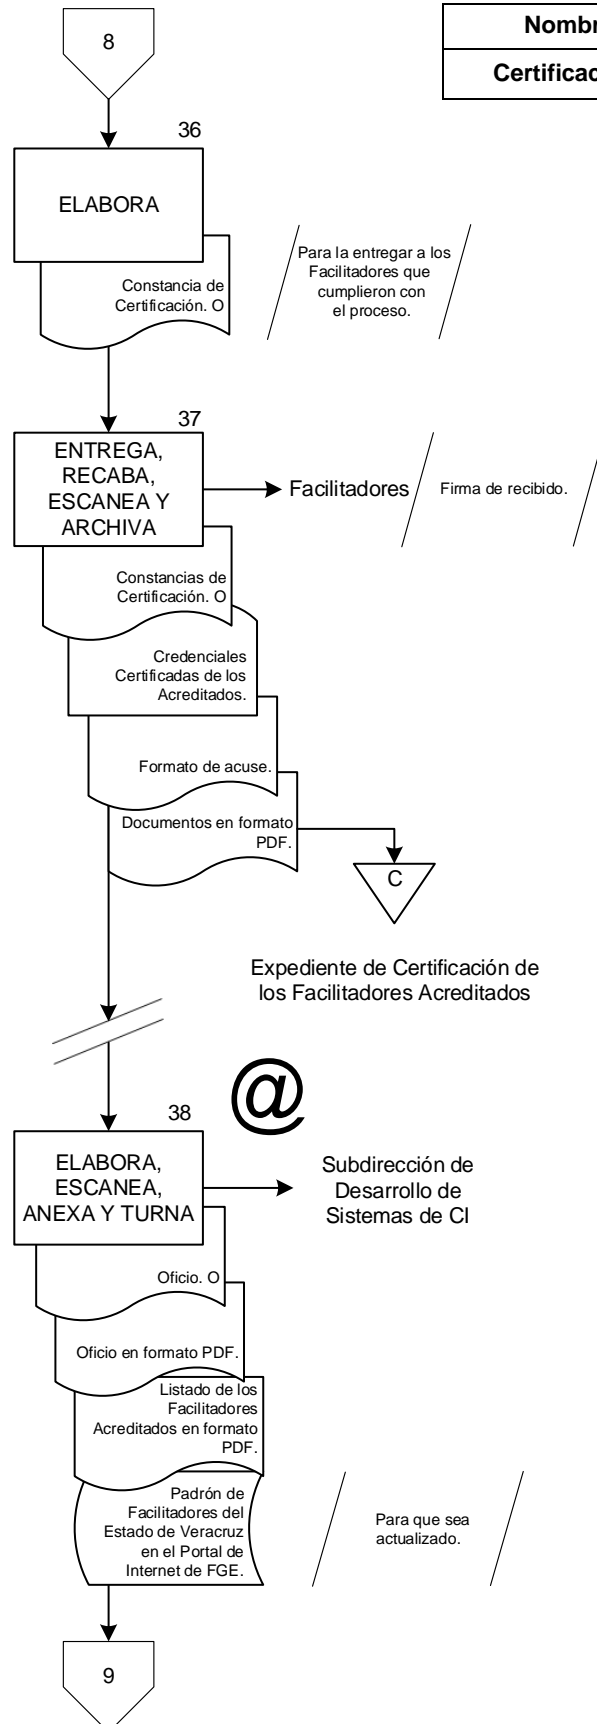 8
Nombr
Certificac
36
ELABORA
Constancia de
Certificación. O
Para la entregar a los
Facilitadores que
cumplieron con
el proceso.
37
ENTREGA,
RECABA,
ESCANEA Y
ARCHIVA
Facilitadores
Firma de recibido.
Constancias de
Certificación. O
Credenciales
Certificadas de los
Acreditados.
Formato de acuse.
Documentos en formato
PDF.
C
Expediente de Certificación de
los Facilitadores Acreditados
@
38
ELABORA,
ESCANEA,
ANEXA Y TURNA
Subdirección de
Desarrollo de
Sistemas de CI
Oficio. O
Oficio en formato PDF.
Listado de los
Facilitadores
Acreditados en formato
PDF.
Padrón de
Facilitadores del
Estado de Veracruz
en el Portal de
Internet de FGE.
Para que sea
actualizado.
9